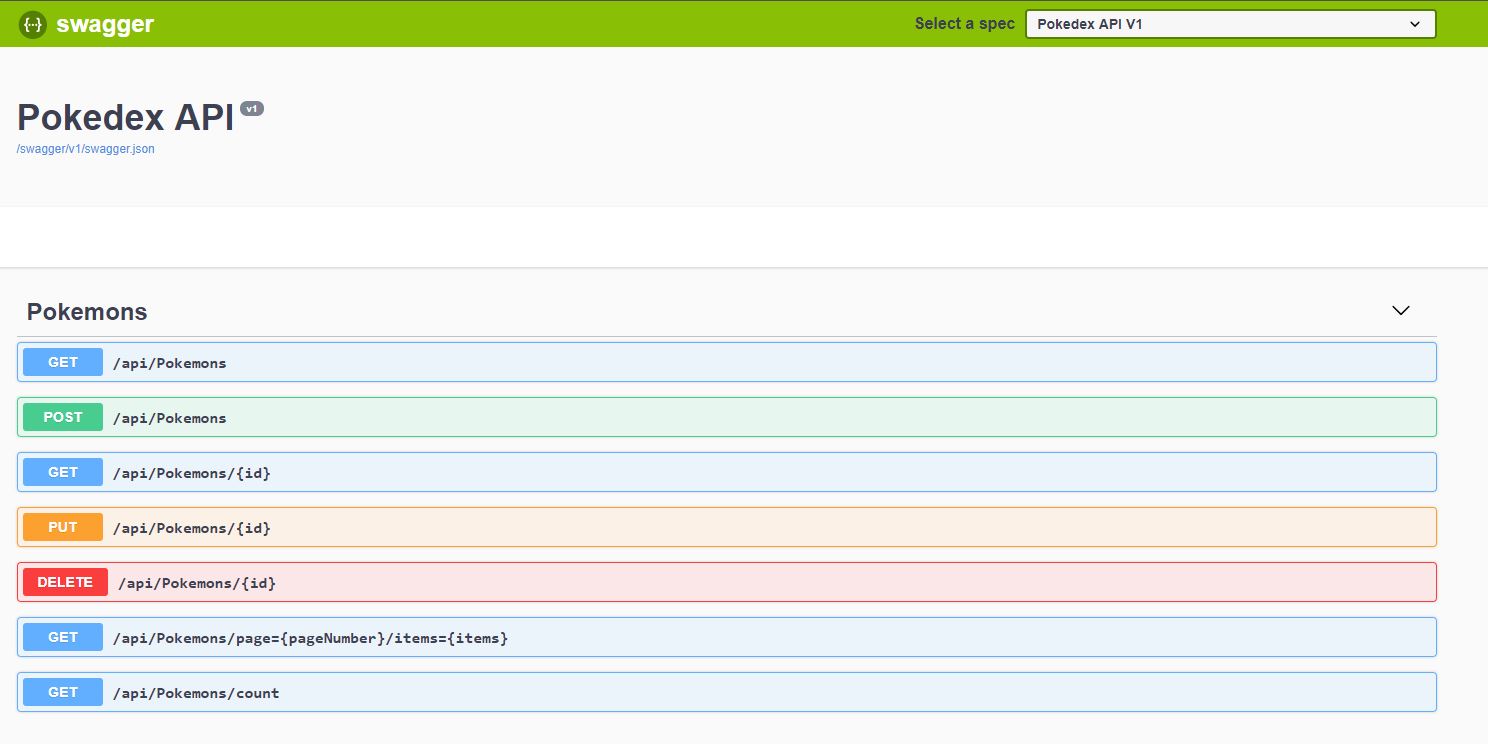 {···} swagger
Select a spec Pokedex API V1
Pokedex API v1
/swagger/v1/swagger.json
Pokemons
GET /api/Pokemons
POST /api/Pokemons
GET /api/Pokemons/{id}
PUT /api/Pokemons/{id}
DELETE /api/Pokemons/{id}
GET /api/Pokemons/page={pageNumber}/items={items}
GET /api/Pokemons/count